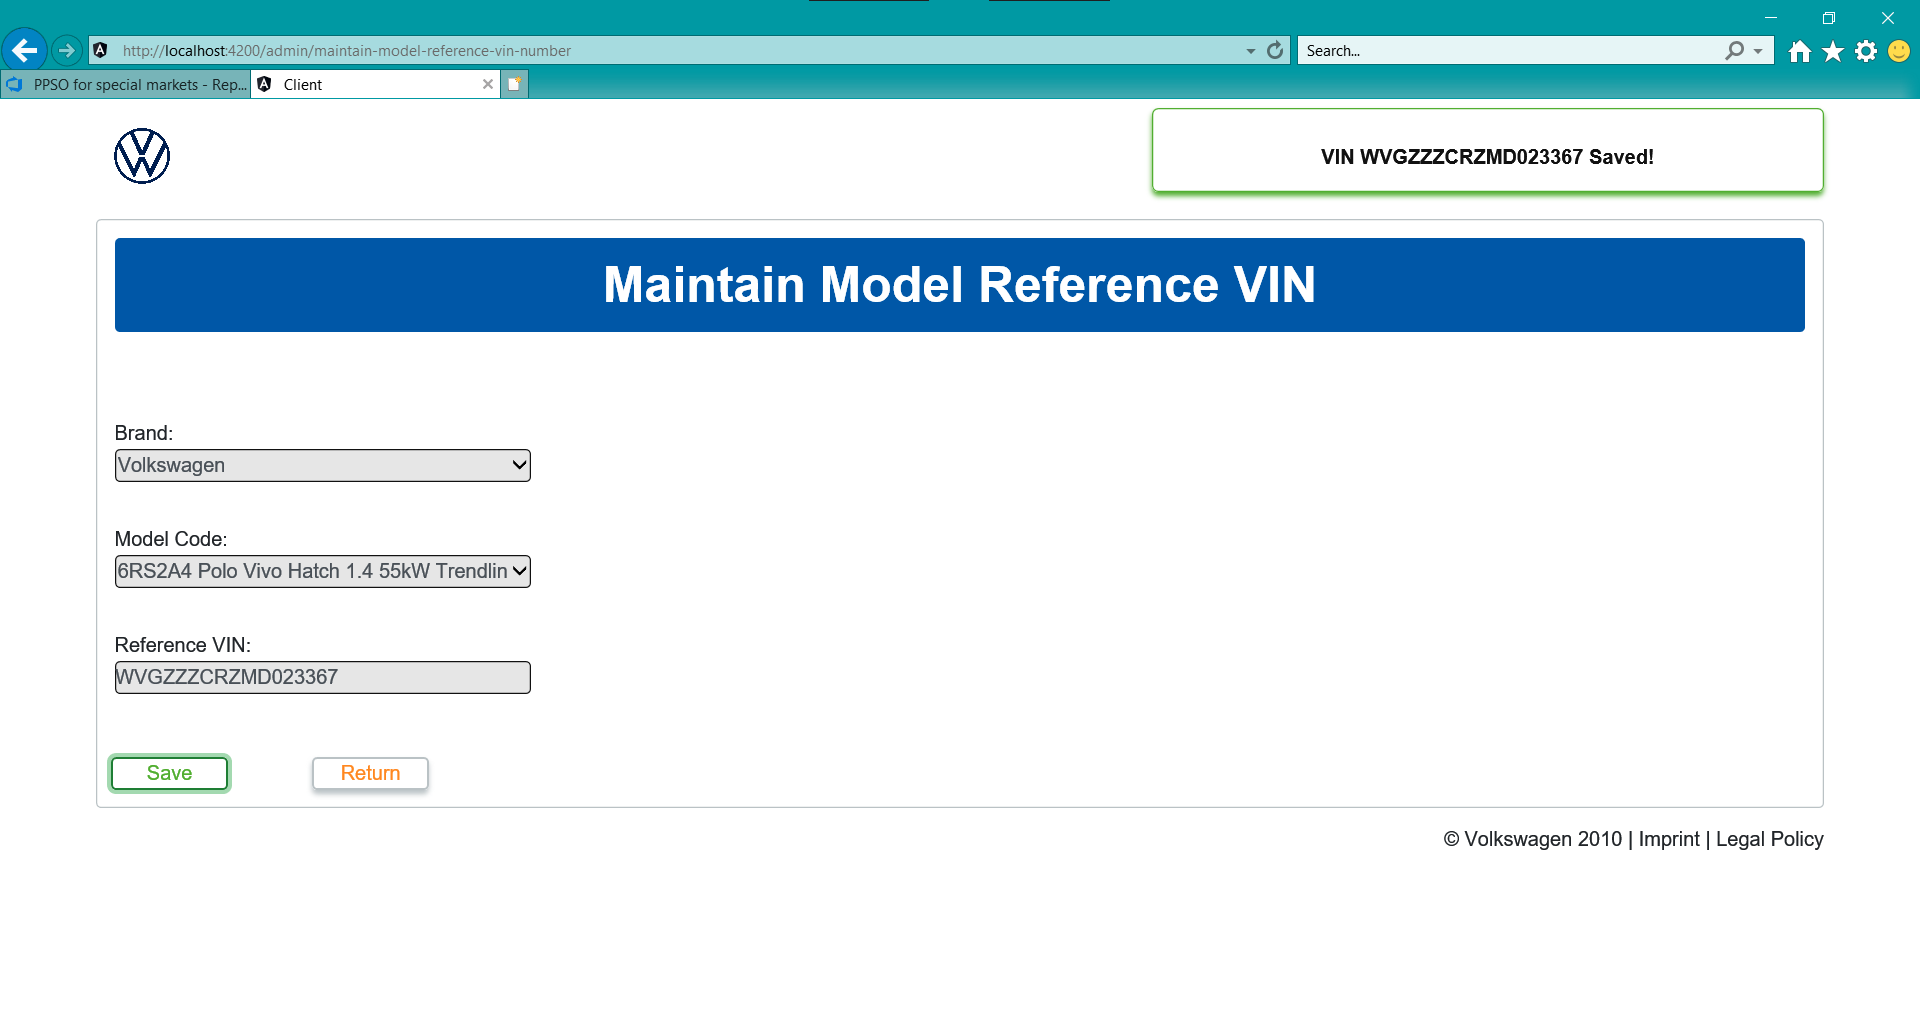 http://localhost:4200/admin/maintain-model-reference-vin-number
Search...
PPSO for special markets - Rep...
Client
VIN WVGZZZCRZMD023367 Saved!
Maintain Model Reference VIN
Brand:
Volkswagen
Model Code:
6RS2A4 Polo Vivo Hatch 1.4 55kW Trendlin
Reference VIN:
WVGZZZCRZMD023367
Save
Return
© Volkswagen 2010 | Imprint | Legal Policy